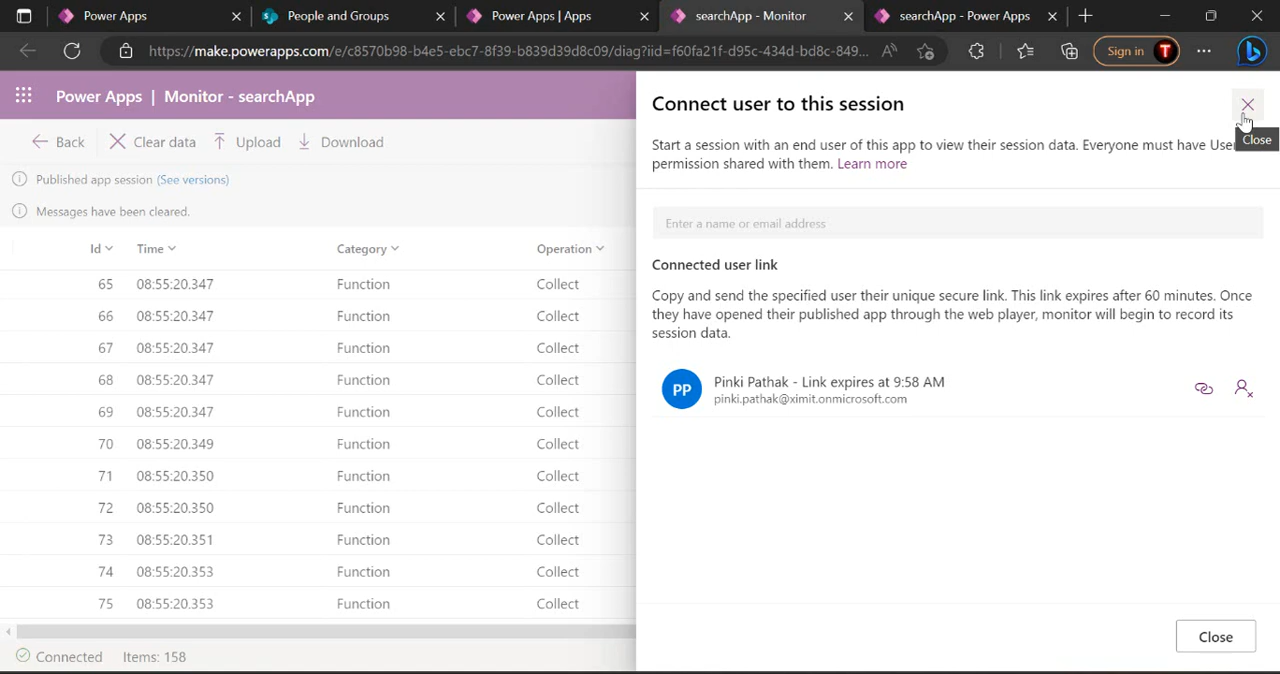 Power Apps
People and Groups
Power Apps | Apps
searchApp - Monitor
searchApp - Power Apps
https://make.powerapps.com/e/c8570b98-b4e5-ebc7-8f39-b839d39d8c09/diag?iid=f60fa21f-d95c-434d-bd8c-849...
Sign in
T
Power Apps | Monitor - searchApp
Back
Clear data
Upload
Download
Published app session (See versions)
Messages have been cleared.
Id Time Category Operation
65 08:55:20.347 Function Collect
66 08:55:20.347 Function Collect
67 08:55:20.347 Function Collect
68 08:55:20.347 Function Collect
69 08:55:20.347 Function Collect
70 08:55:20.349 Function Collect
71 08:55:20.350 Function Collect
72 08:55:20.350 Function Collect
73 08:55:20.351 Function Collect
74 08:55:20.353 Function Collect
75 08:55:20.353 Function Collect
Connected Items: 158
Connect user to this session
Close
Start a session with an end user of this app to view their session data. Everyone must have Use
permission shared with them. Learn more
Enter a name or email address
Connected user link
Copy and send the specified user their unique secure link. This link expires after 60 minutes. Once
they have opened their published app through the web player, monitor will begin to record its
session data.
PP
Pinki Pathak - Link expires at 9:58 AM
pinki.pathak@ximit.onmicrosoft.com
Close